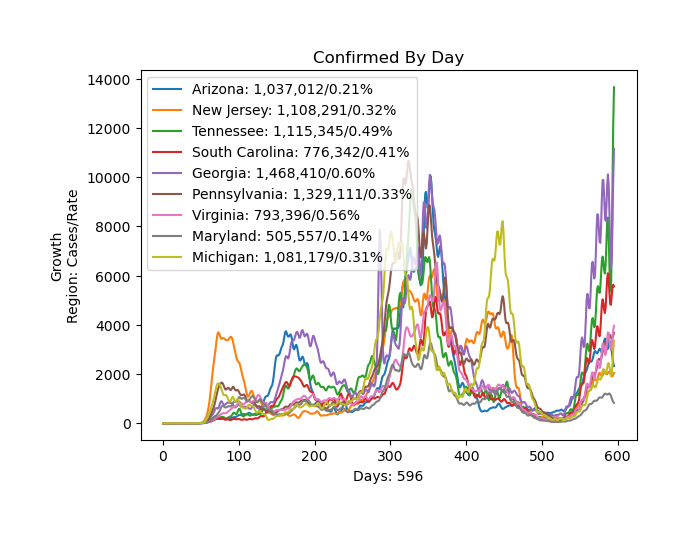 Confirmed By Day
14000
12000
10000
8000
6000
4000
2000
0
Growth
Region: Cases/Rate
Arizona: 1,037,012/0.21%
New Jersey: 1,108,291/0.32%
Tennessee: 1,115,345/0.49%
South Carolina: 776,342/0.41%
Georgia: 1,468,410/0.60%
Pennsylvania: 1,329,111/0.33%
Virginia: 793,396/0.56%
Maryland: 505,557/0.14%
Michigan: 1,081,179/0.31%
0 100 200 300 400 500 600
Days: 596